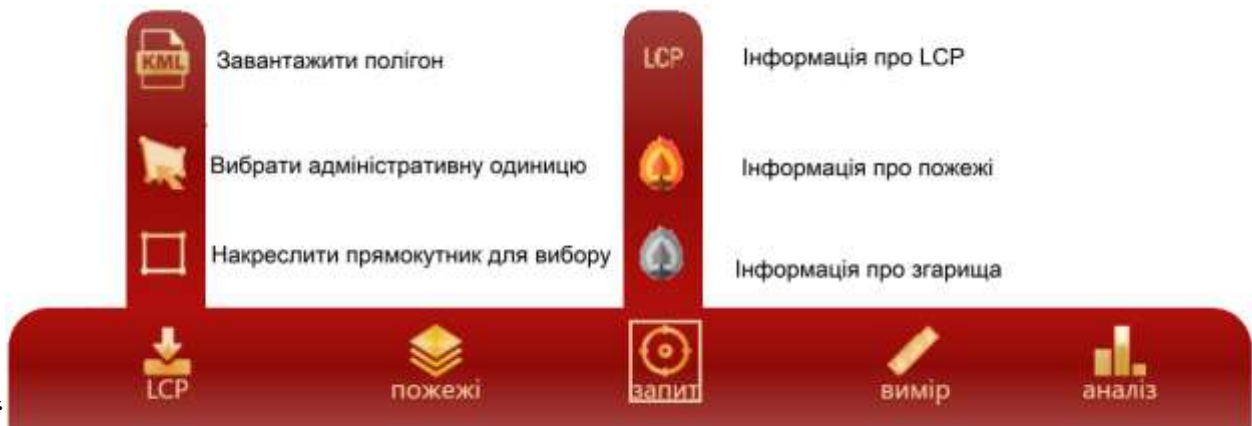 KML
Завантажити полігон
LCP
Інформація про LCP
Вибрати адміністративну одиницю
Інформація про пожежі
Накреслити прямокутник для вибору
Інформація про згарища
LCP
пожежі
запит
вимір
аналіз